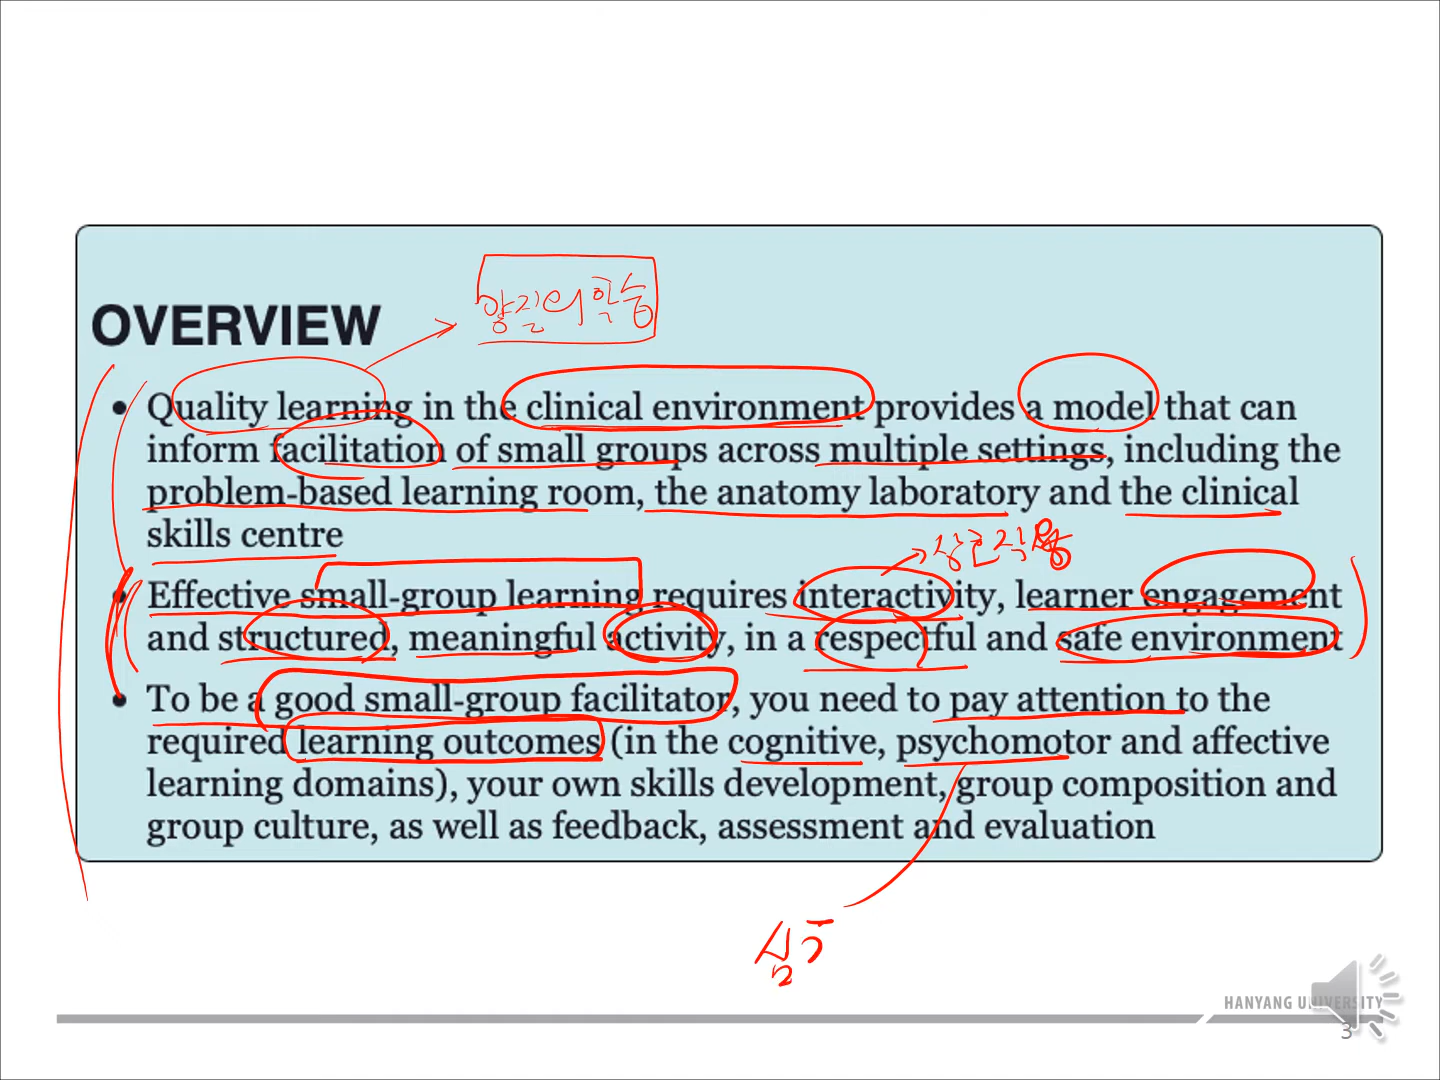 양질의 학습
OVERVIEW
• Quality learning in the clinical environment provides a model that can
inform facilitation of small groups across multiple settings, including the
problem-based learning room, the anatomy laboratory and the clinical
skills centre
상호작용
• Effective small-group learning requires interactivity, learner engagement
and structured, meaningful activity, in a respectful and safe environment
• To be a good small-group facilitator, you need to pay attention to the
required learning outcomes (in the cognitive, psychomotor and affective
learning domains), your own skills development, group composition and
group culture, as well as feedback, assessment and evaluation
HANYANG UNIVERSITY
3